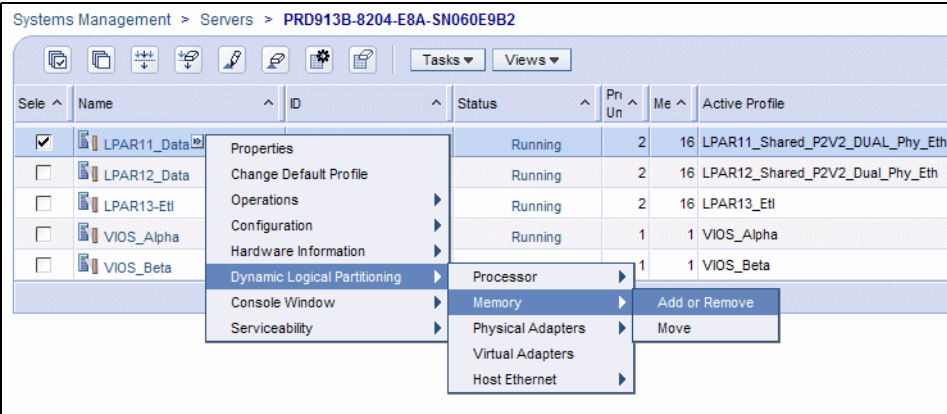 Systems Management > Servers > PRD913B-8204-E8A-SN060E9B2
Tasks Views
Sele Name ID Status Pri Un Me Active Profile
LPAR11_Data Running 2 16 LPAR11_Shared_P2V2_DUAL_Phy_Eth
LPAR12_Data Running 2 16 LPAR12_Shared_P2V2_Dual_Phy_Eth
LPAR13-Etl Running 2 16 LPAR13_Etl
VIOS_Alpha Running 1 1 VIOS_Alpha
VIOS_Beta 1 1 VIOS_Beta
Properties
Change Default Profile
Operations
Configuration
Hardware Information
Dynamic Logical Partitioning
Console Window
Serviceability
Processor
Memory
Physical Adapters
Virtual Adapters
Host Ethernet
Add or Remove
Move